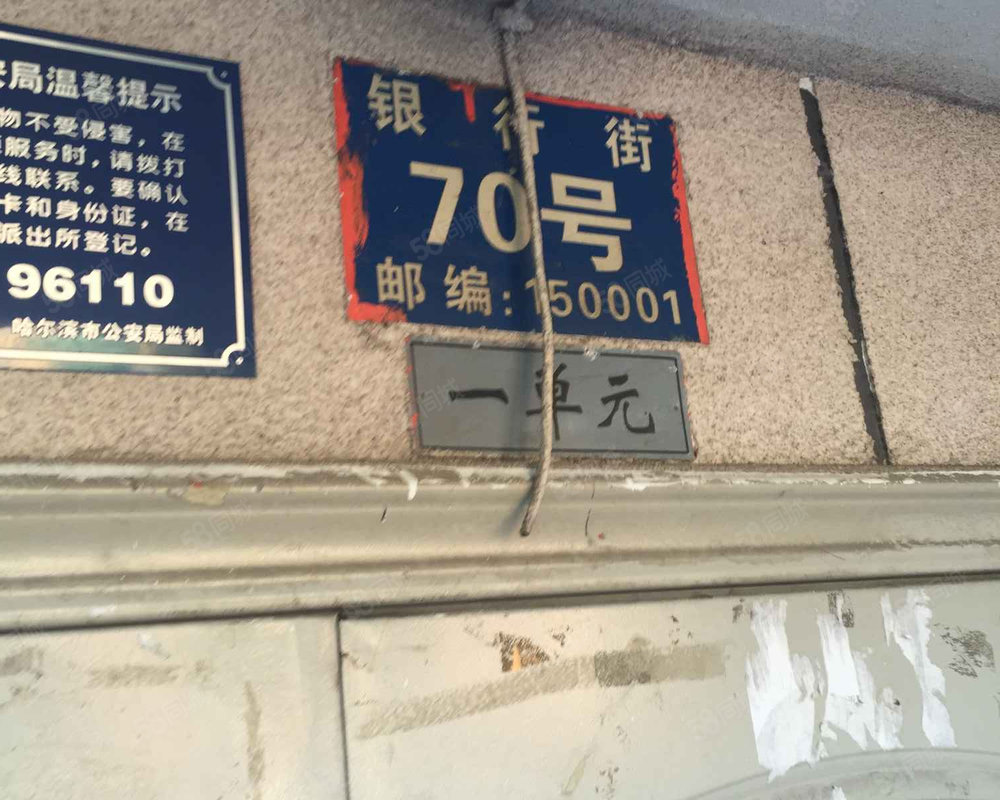 安局温馨提示
物不受侵害，在
服务时，请拨打
线联系。要确认
卡和身份证，在
派出所登记。
96110
哈尔滨市公安局监制
银行街
70号
邮编:150001
一单元